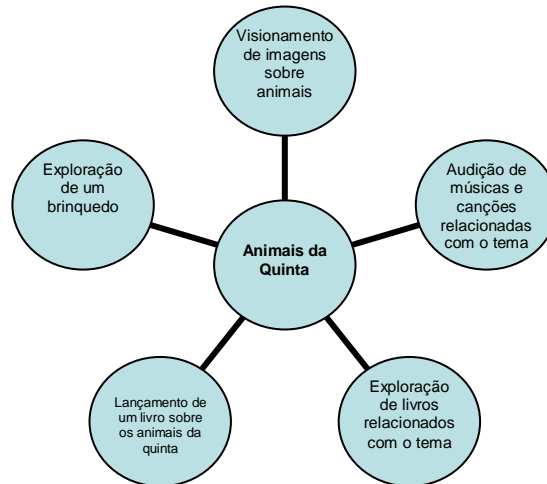 Visionamento
de imagens
sobre
animais
Exploração
de um
brinquedo
Audição de
músicas e
canções
relacionadas
com o tema
Animais da
Quinta
Lançamento de
um livro sobre
os animais da
quinta
Exploração
de livros
relacionados
com o tema